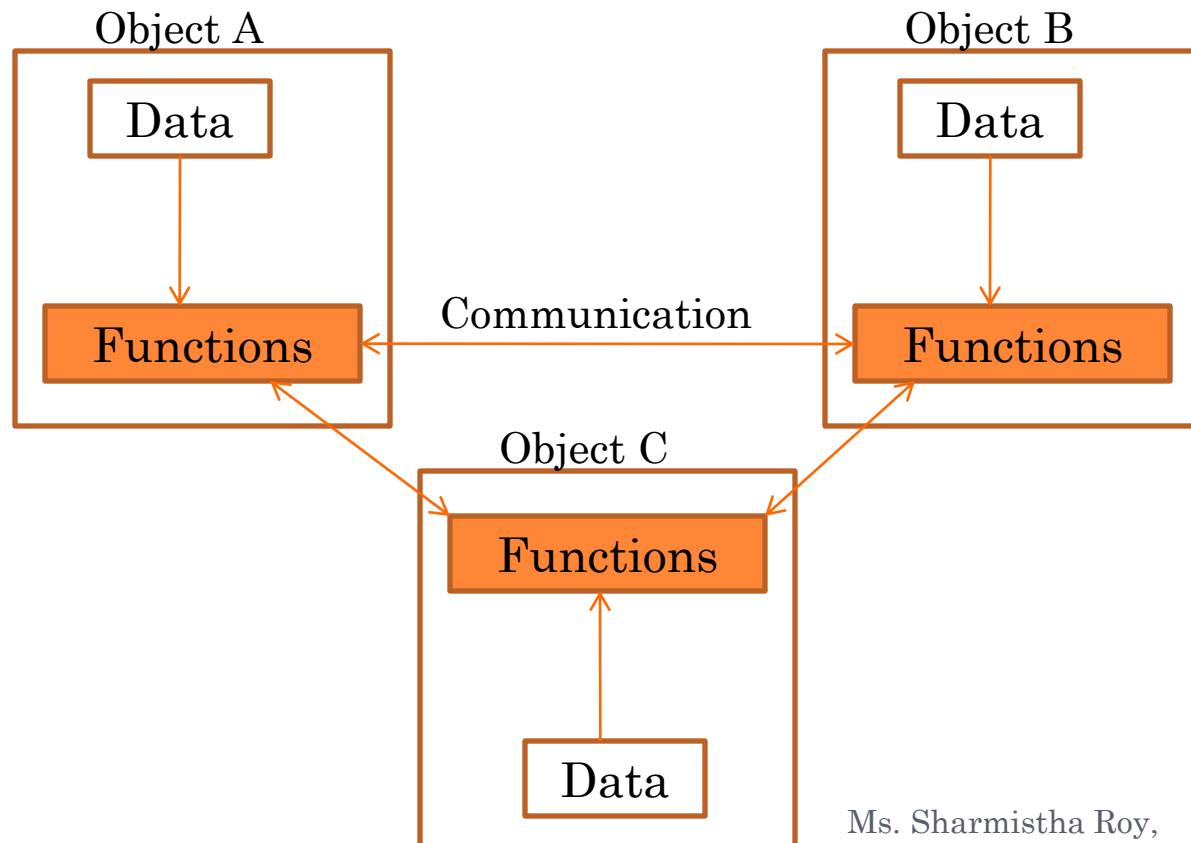 Object A
Object B
Data
Data
Communication
Functions
Functions
Object C
Functions
Data
Ms. Sharmistha Roy,